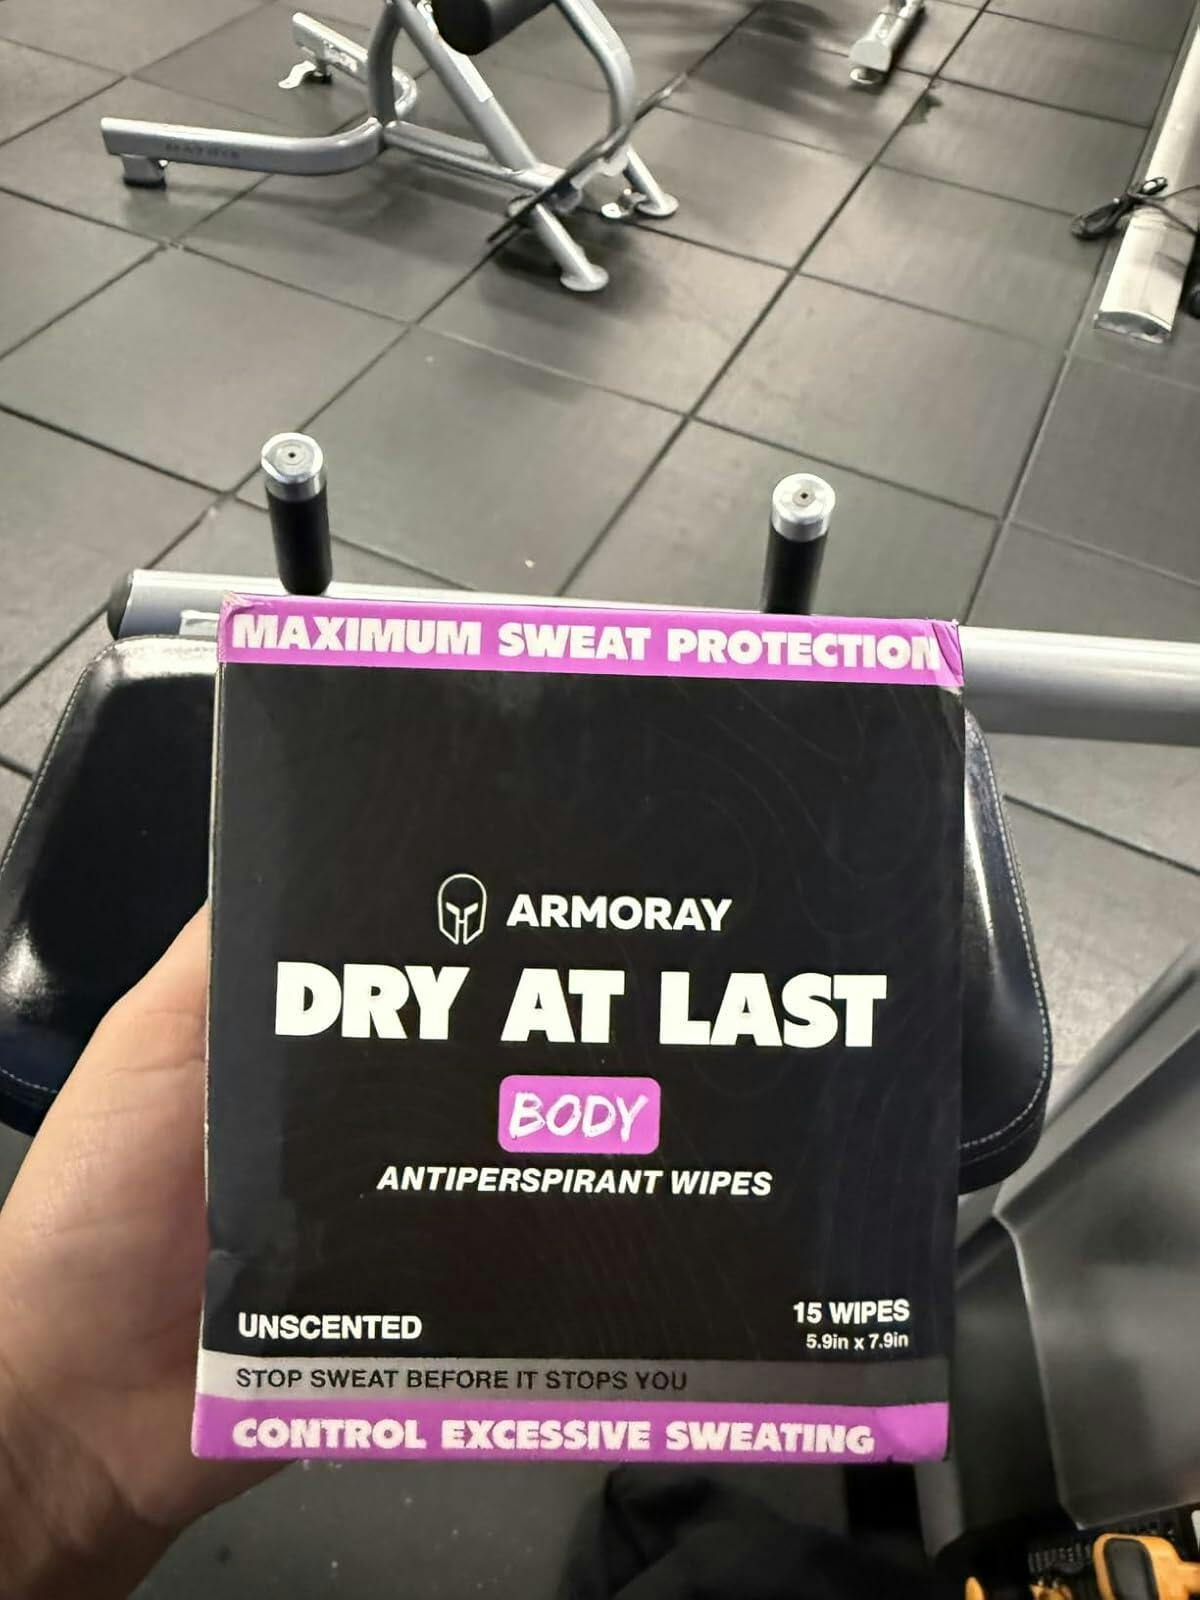 MATRIX
MAXIMUM SWEAT PROTECTION
ARMORAY
DRY AT LAST
BODY
ANTIPERSPIRANT WIPES
UNSCENTED
15 WIPES
5.9in x 7.9in
STOP SWEAT BEFORE IT STOPS YOU
CONTROL EXCESSIVE SWEATING